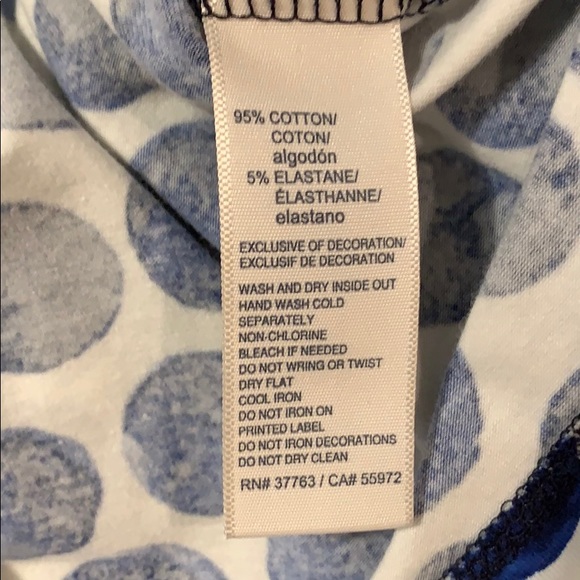 95% COTTON/
COTON/
algodón
5% ELASTANE/
ÉLASTHANNE/
elastano
EXCLUSIVE OF DECORATION/
EXCLUSIF DE DECORATION
WASH AND DRY INSIDE OUT
HAND WASH COLD
SEPARATELY
NON-CHLORINE
BLEACH IF NEEDED
DO NOT WRING OR TWIST
DRY FLAT
COOL IRON
DO NOT IRON ON
PRINTED LABEL
DO NOT IRON DECORATIONS
DO NOT DRY CLEAN
RN# 37763 / CA# 55972